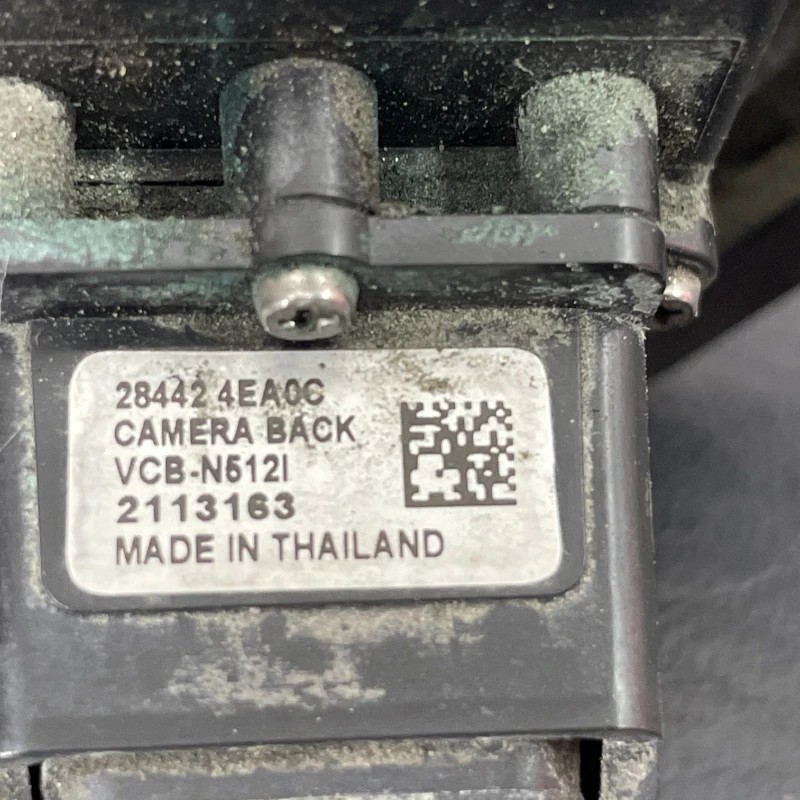 28442 4EA0C
CAMERA BACK
VCB-N512I
2113163
MADE IN THAILAND